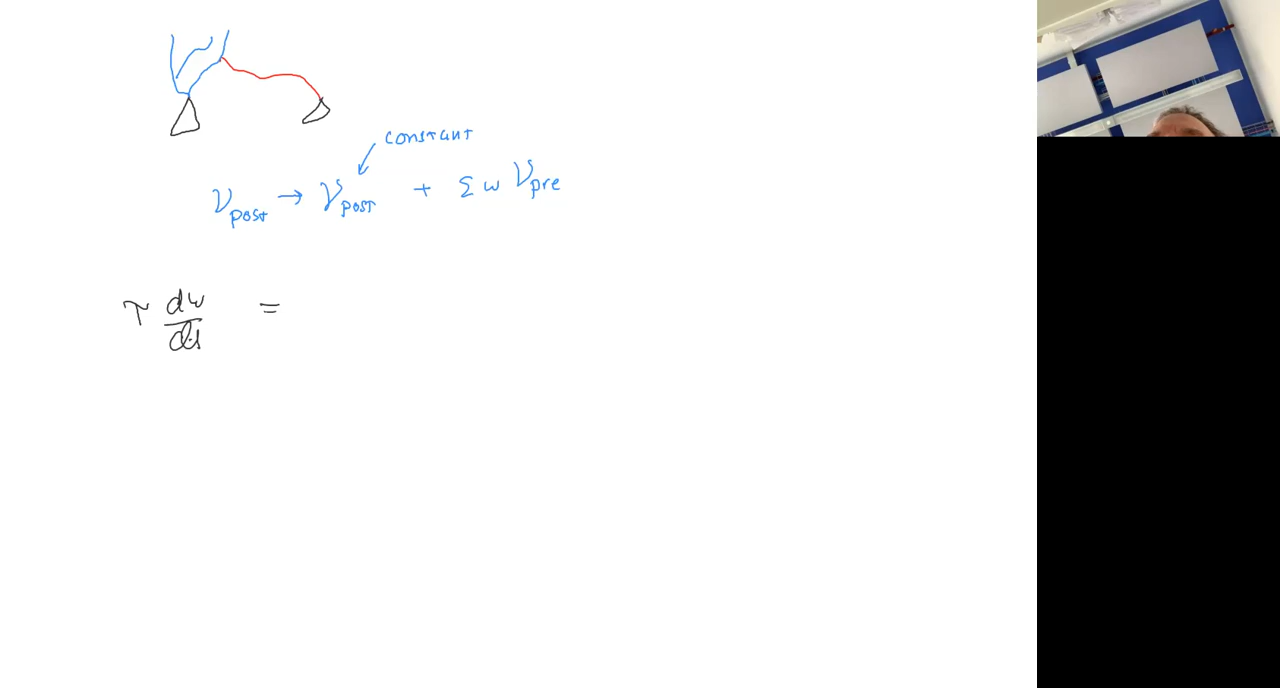 constant
ν_post → ν_post + Σ w ν_pre
τ dw/dt =